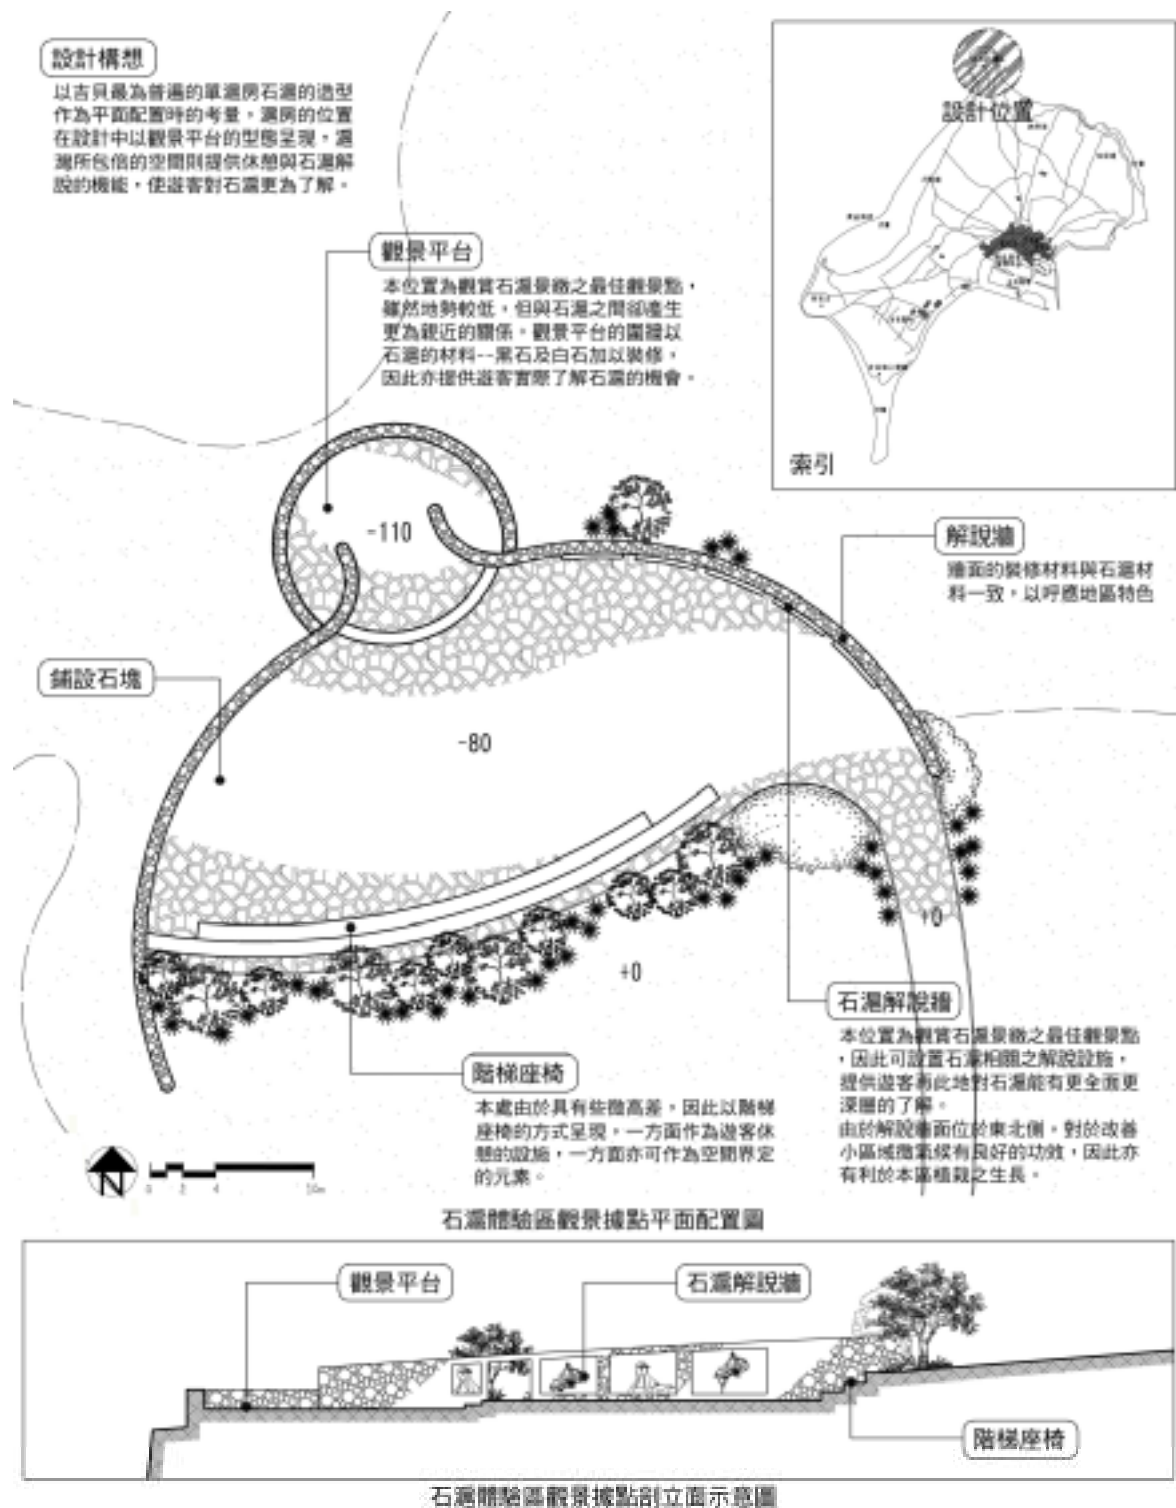 設計構想
以吉貝最為普遍的單滬房石滬的造型
作為平面配置時的考量，滬房的位置
在設計中以觀景平台的型態呈現，滬
灣所包倍的空間則提供休憩與石滬解
說的機能，使遊客對石滬更為了解。
設計位置
索引
觀景平台
本位置為觀賞石滬景緻之最佳觀景點，
雖然地勢較低，但與石滬之間卻產生
更為親近的關係。觀景平台的圍牆以
石滬的材料--黑石及白石加以裝修，
因此亦提供遊客實際了解石滬的機會。
-110
解說牆
牆面的裝修材料與石滬材
料一致，以呼應地區特色
鋪設石塊
-80
+0
+0
石滬解說牆
本位置為觀賞石滬景緻之最佳觀景點
，因此可設置石滬相關之解說設施，
提供遊客再此地對石滬能有更全面更
深層的了解。
由於解說牆面位於東北側，對於改善
小區域微氣候有良好的功效，因此亦
有利於本區植栽之生長。
階梯座椅
本處由於具有些微高差，因此以階梯
座椅的方式呈現，一方面作為遊客休
憩的設施，一方面亦可作為空間界定
的元素。
0 2 4 10m
石滬體驗區觀景據點平面配置圖
觀景平台
石滬解說牆
階梯座椅
石滬體驗區觀景據點剖立面示意圖